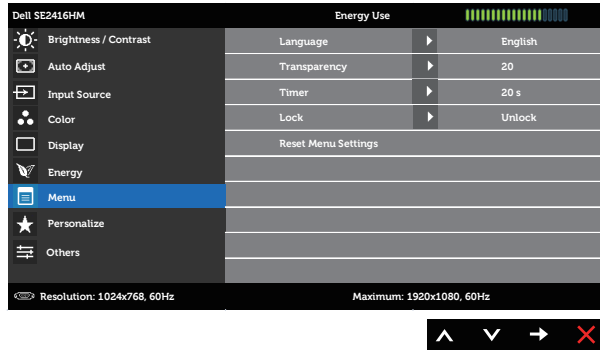 Dell SE2416HM Energy Use
Brightness / Contrast Language English
Auto Adjust Transparency 20
Input Source Timer 20 s
Color Lock Unlock
Display Reset Menu Settings
Energy
Menu
Personalize
Others
Resolution: 1024x768, 60Hz Maximum: 1920x1080, 60Hz